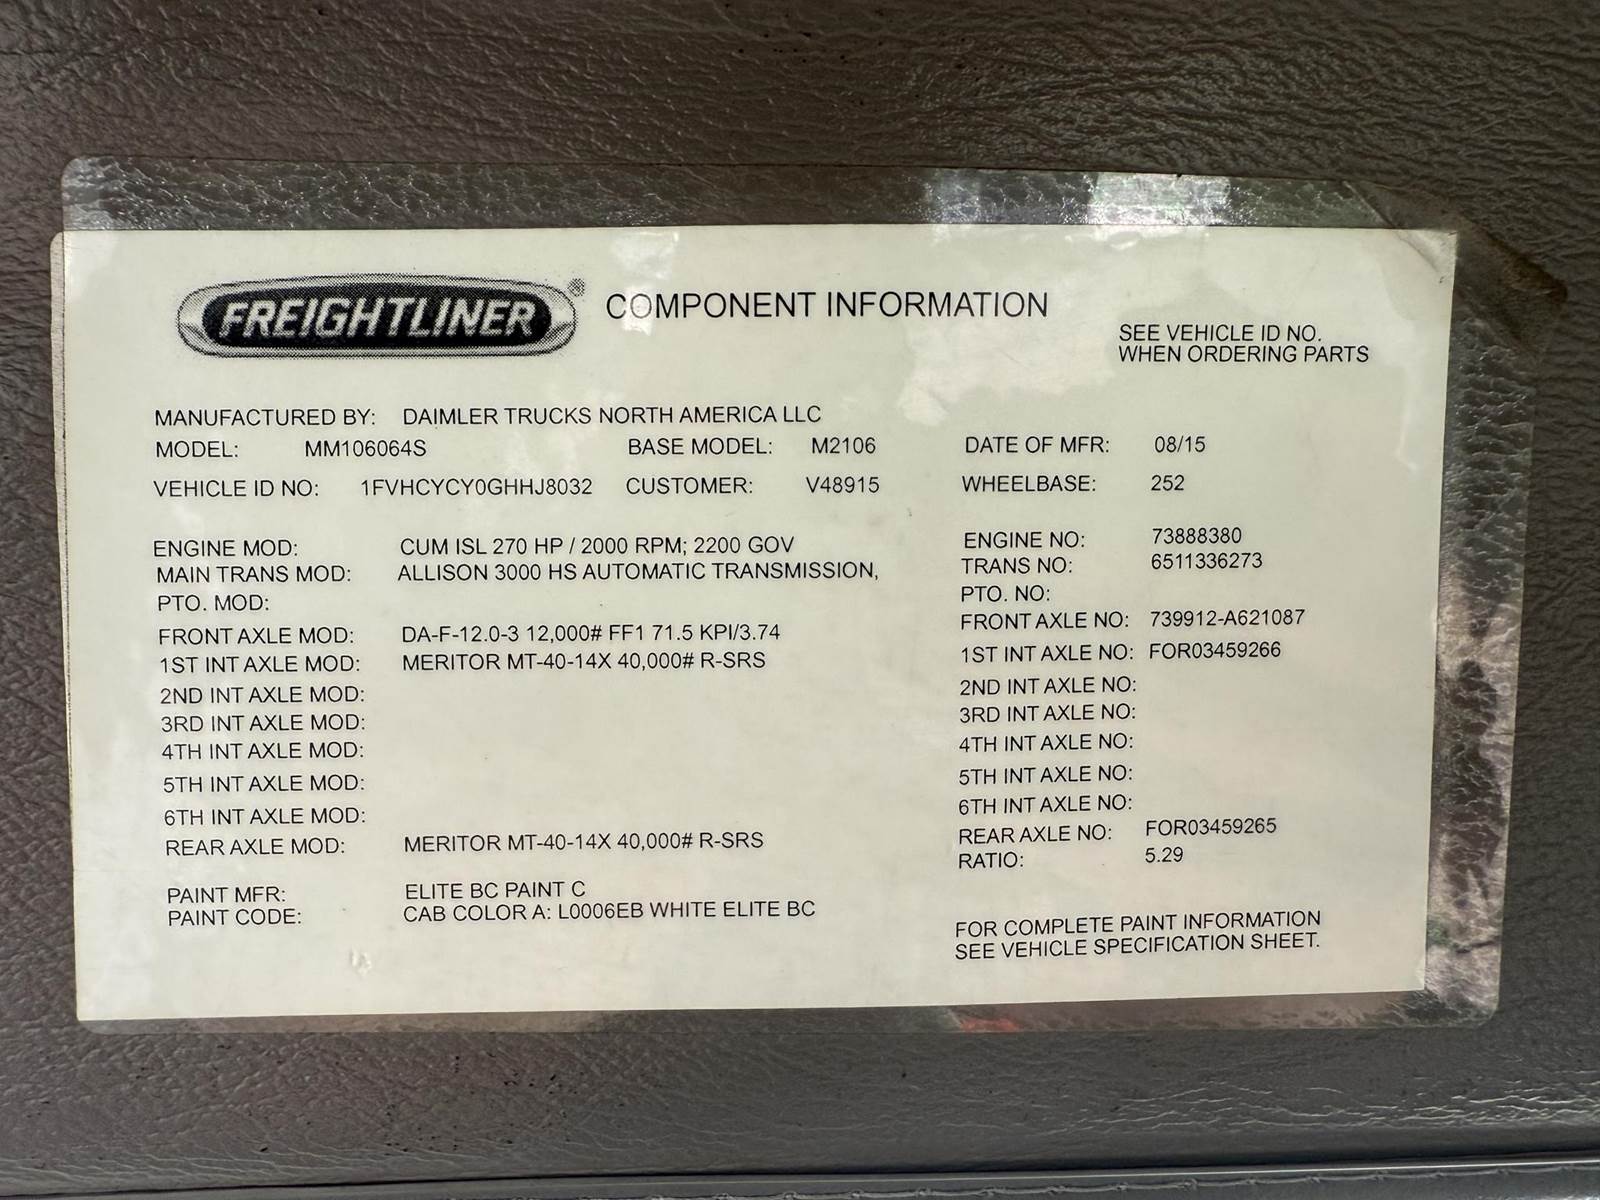 FREIGHTLINER® COMPONENT INFORMATION
SEE VEHICLE ID NO.
WHEN ORDERING PARTS
MANUFACTURED BY: DAIMLER TRUCKS NORTH AMERICA LLC
MODEL: MM106064S BASE MODEL: M2106 DATE OF MFR: 08/15
VEHICLE ID NO: 1FVHCYCY0GHHJ8032 CUSTOMER: V48915 WHEELBASE: 252
ENGINE MOD: CUM ISL 270 HP / 2000 RPM; 2200 GOV ENGINE NO: 73888380
MAIN TRANS MOD: ALLISON 3000 HS AUTOMATIC TRANSMISSION, TRANS NO: 6511336273
PTO. MOD: PTO. NO:
FRONT AXLE MOD: DA-F-12.0-3 12,000# FF1 71.5 KPI/3.74 FRONT AXLE NO: 739912-A621087
1ST INT AXLE MOD: MERITOR MT-40-14X 40,000# R-SRS 1ST INT AXLE NO: FOR03459266
2ND INT AXLE MOD: 2ND INT AXLE NO:
3RD INT AXLE MOD: 3RD INT AXLE NO:
4TH INT AXLE MOD: 4TH INT AXLE NO:
5TH INT AXLE MOD: 5TH INT AXLE NO:
6TH INT AXLE MOD: 6TH INT AXLE NO:
REAR AXLE MOD: MERITOR MT-40-14X 40,000# R-SRS REAR AXLE NO: FOR03459265
RATIO: 5.29
PAINT MFR: ELITE BC PAINT C
PAINT CODE: CAB COLOR A: L0006EB WHITE ELITE BC
FOR COMPLETE PAINT INFORMATION
SEE VEHICLE SPECIFICATION SHEET.